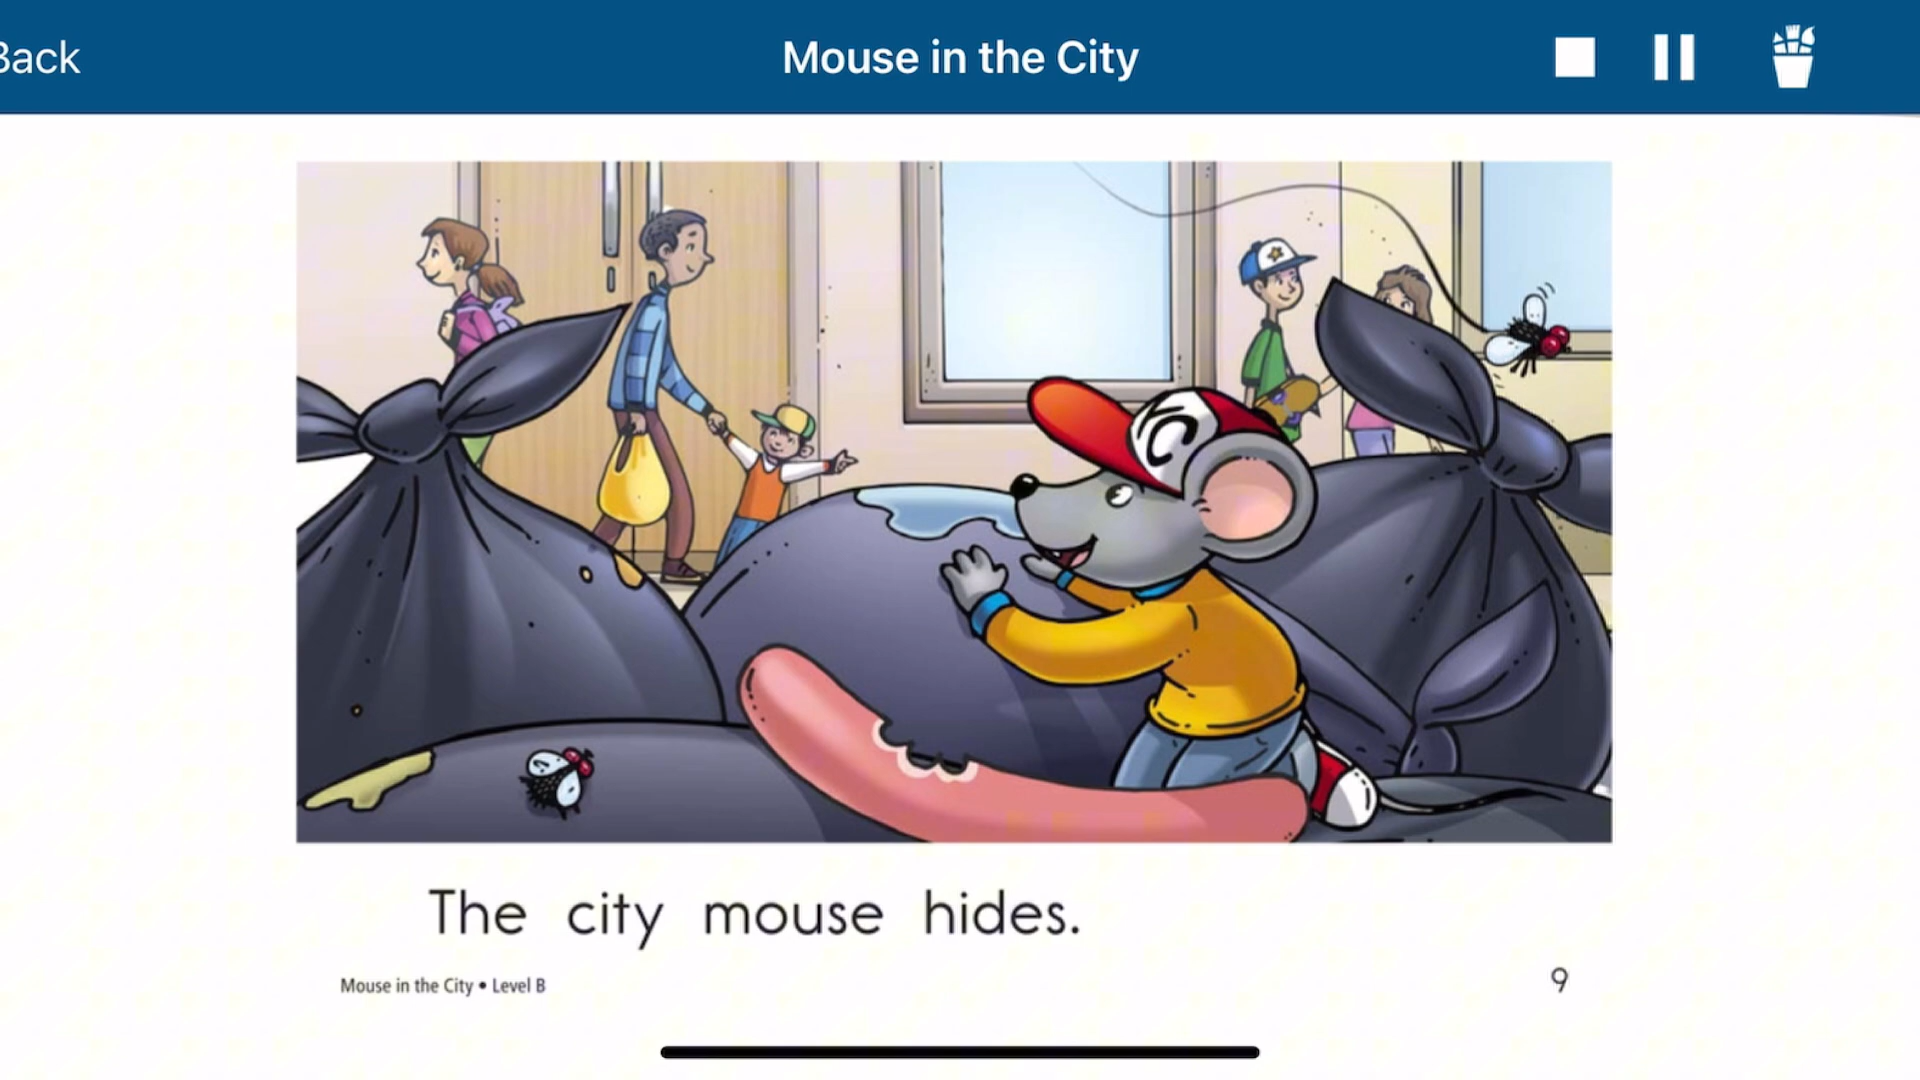 Back
Mouse in the City
C
The city mouse hides.
Mouse in the City • Level B
9